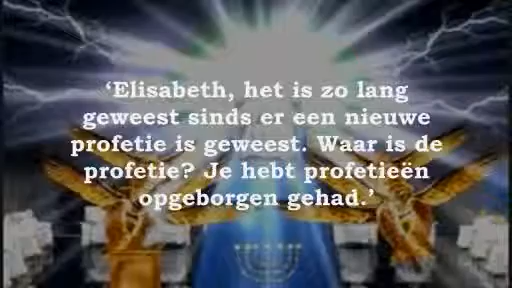 ‘Elisabeth, het is zo lang
geweest sinds er een nieuwe
profetie is geweest. Waar is de
profetie? Je hebt profetieën
opgeborgen gehad.’